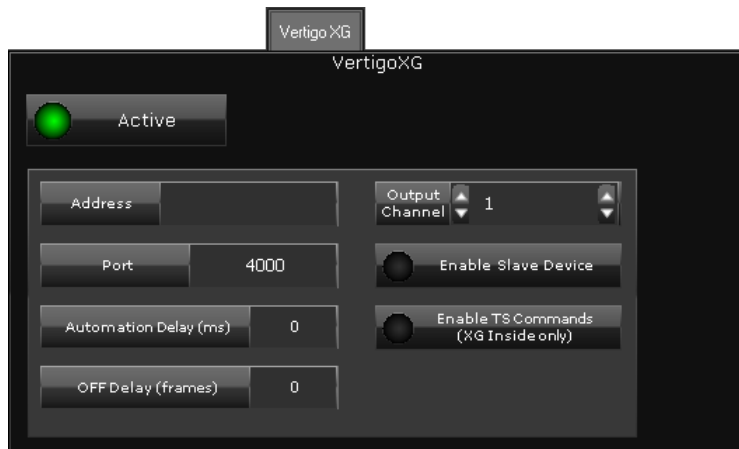 Vertigo XG
VertigoXG
Active
Address
Output
Channel
1
Port
4000
Enable Slave Device
Automation Delay (ms)
0
Enable TS Commands
(XG Inside only)
OFF Delay (frames)
0